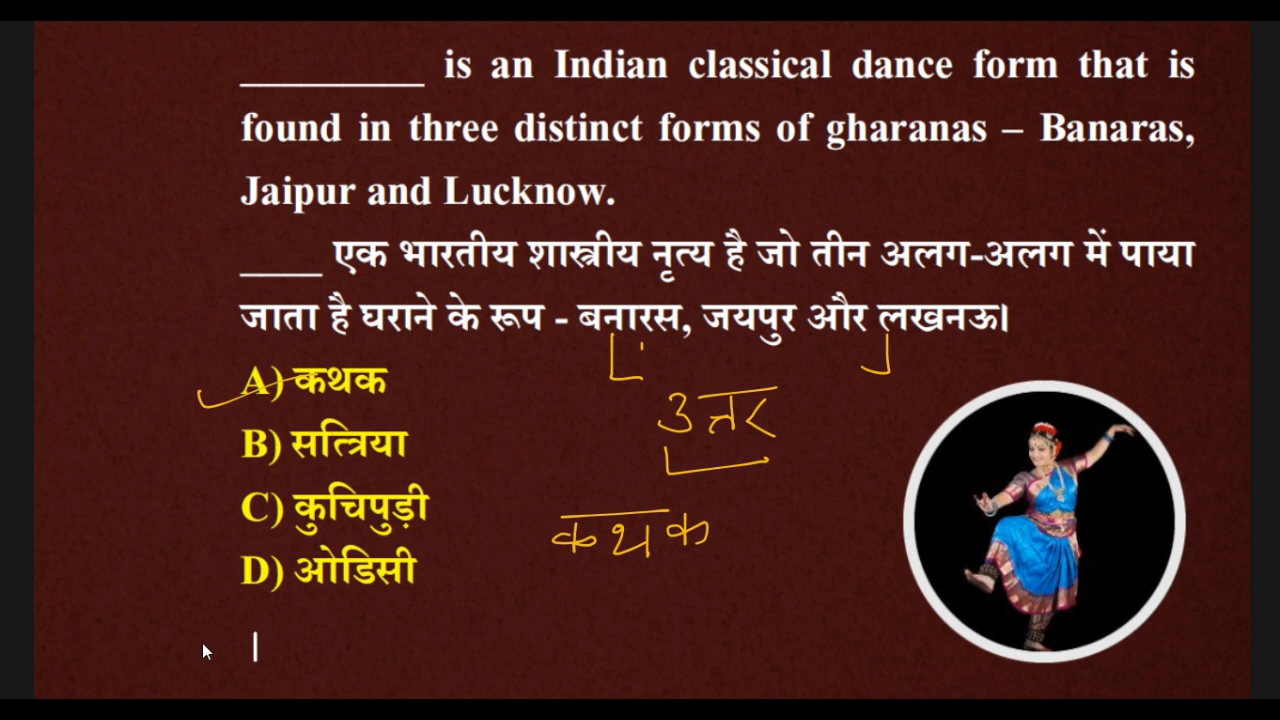 _________ is an Indian classical dance form that is
found in three distinct forms of gharanas – Banaras,
Jaipur and Lucknow.
____ एक भारतीय शास्त्रीय नृत्य है जो तीन अलग-अलग में पाया
जाता है घराने के रूप - बनारस, जयपुर और लखनऊ।
A) कथक
उत्तर
B) सत्त्रिया
C) कुचिपुड़ी
कथक
D) ओडिसी